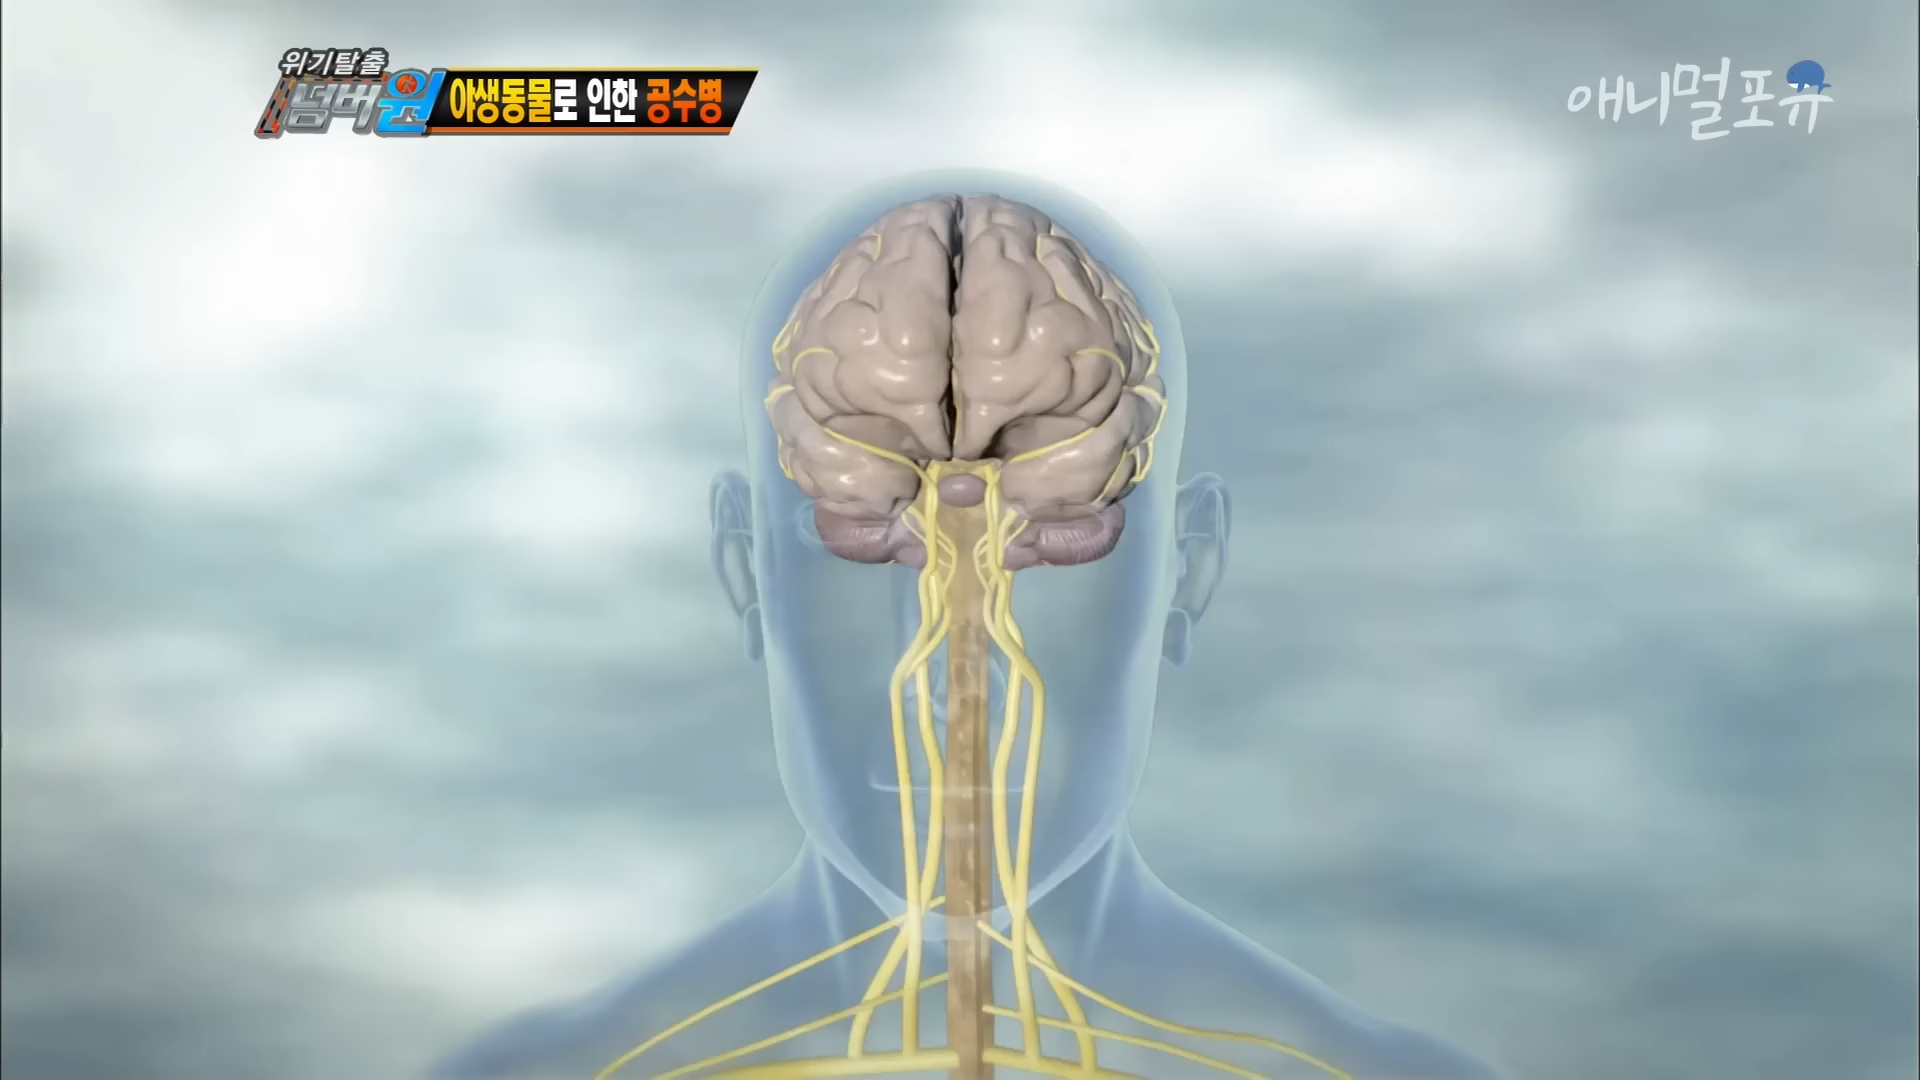 위기탈출
넘버원
야생동물로 인한 공수병
애니멀포유